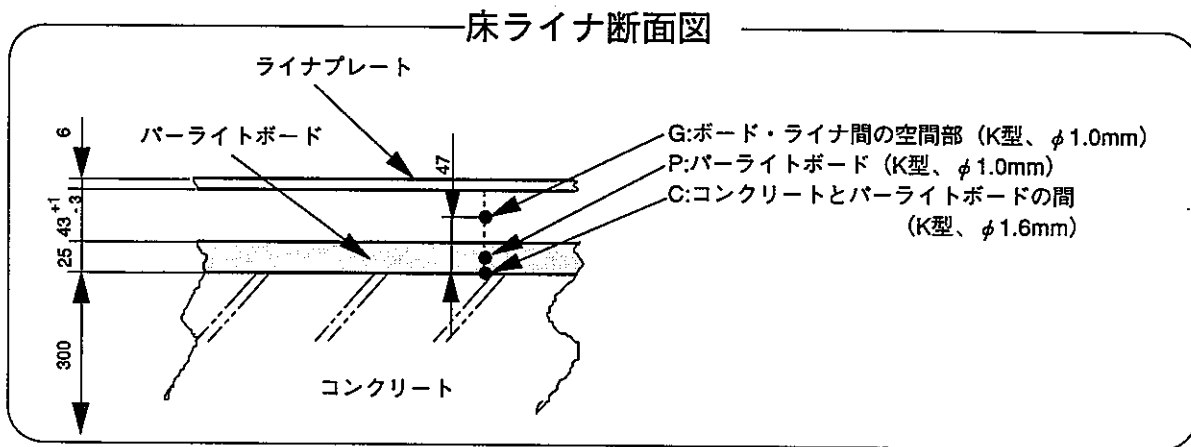 床ライナ断面図
ライナプレート
パーライトボード
6
43 +1 -3
25
300
47
G:ボード・ライナ間の空間部（K型、φ1.0mm）
P:パーライトボード（K型、φ1.0mm）
C:コンクリートとパーライトボードの間
（K型、φ1.6mm）
コンクリート